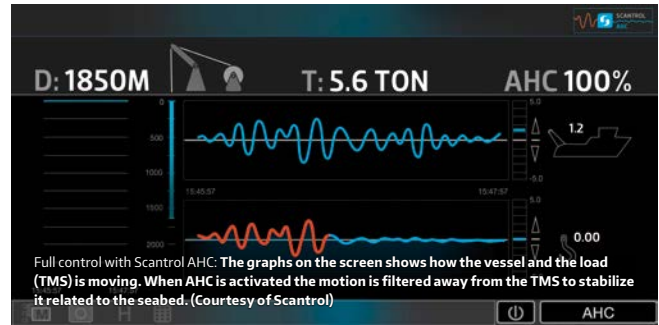 SCANTROL
AHC
D: 1850M
T: 5.6 TON
AHC 100%
0
500
1000
1500
2000
5.0
-5.0
1.2
15:45:57
15:47:57
5.0
0.00
Full control with Scantrol AHC: The graphs on the screen shows how the vessel and the load
(TMS) is moving. When AHC is activated the motion is filtered away from the TMS to stabilize
it related to the seabed. (Courtesy of Scantrol)
15:45:57
H
AHC